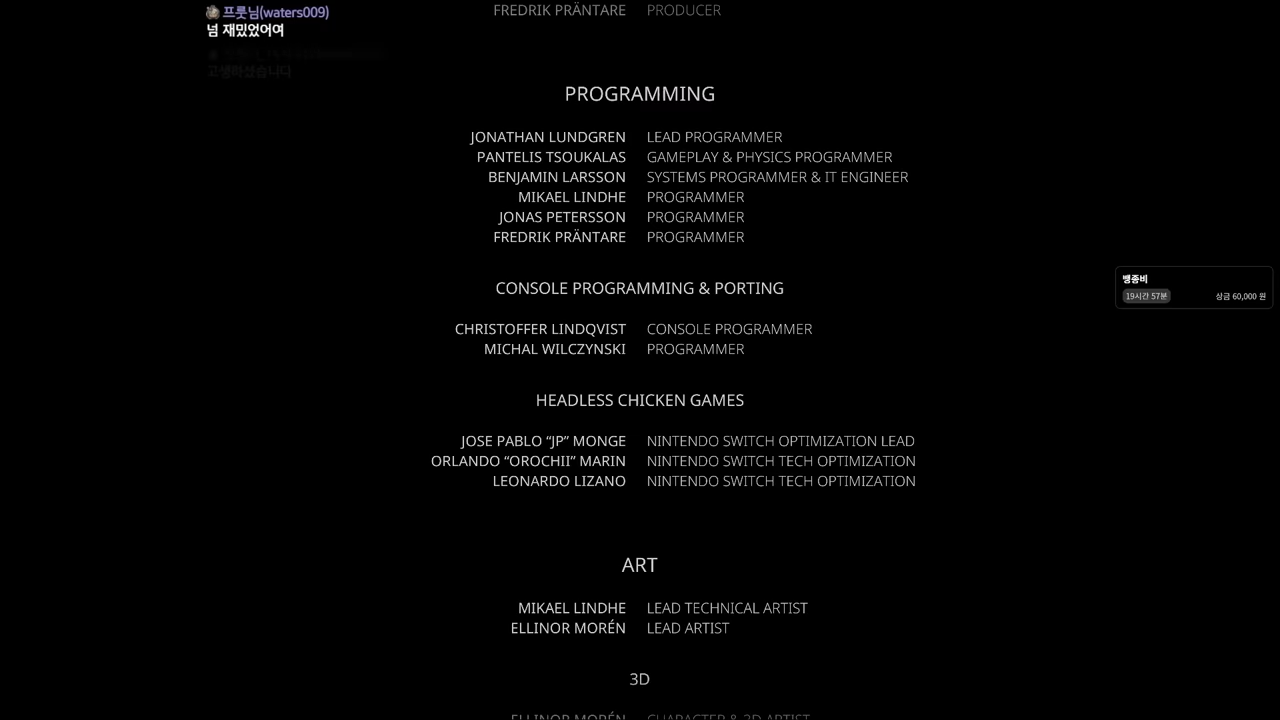 프룻님(waters009)
넘 재밌었어여
고생하셨습니다
FREDRIK PRÄNTARE PRODUCER
PROGRAMMING
JONATHAN LUNDGREN LEAD PROGRAMMER
PANTELIS TSOUKALAS GAMEPLAY & PHYSICS PROGRAMMER
BENJAMIN LARSSON SYSTEMS PROGRAMMER & IT ENGINEER
MIKAEL LINDHE PROGRAMMER
JONAS PETERSSON PROGRAMMER
FREDRIK PRÄNTARE PROGRAMMER
CONSOLE PROGRAMMING & PORTING
CHRISTOFFER LINDQVIST CONSOLE PROGRAMMER
MICHAL WILCZYNSKI PROGRAMMER
HEADLESS CHICKEN GAMES
JOSE PABLO “JP” MONGE NINTENDO SWITCH OPTIMIZATION LEAD
ORLANDO “OROCHII” MARIN NINTENDO SWITCH TECH OPTIMIZATION
LEONARDO LIZANO NINTENDO SWITCH TECH OPTIMIZATION
ART
MIKAEL LINDHE LEAD TECHNICAL ARTIST
ELLINOR MORÉN LEAD ARTIST
3D
ELLINOR MORÉN CHARACTER & 3D ARTIST
뱅종비
19시간 57분 상금 60,000 원